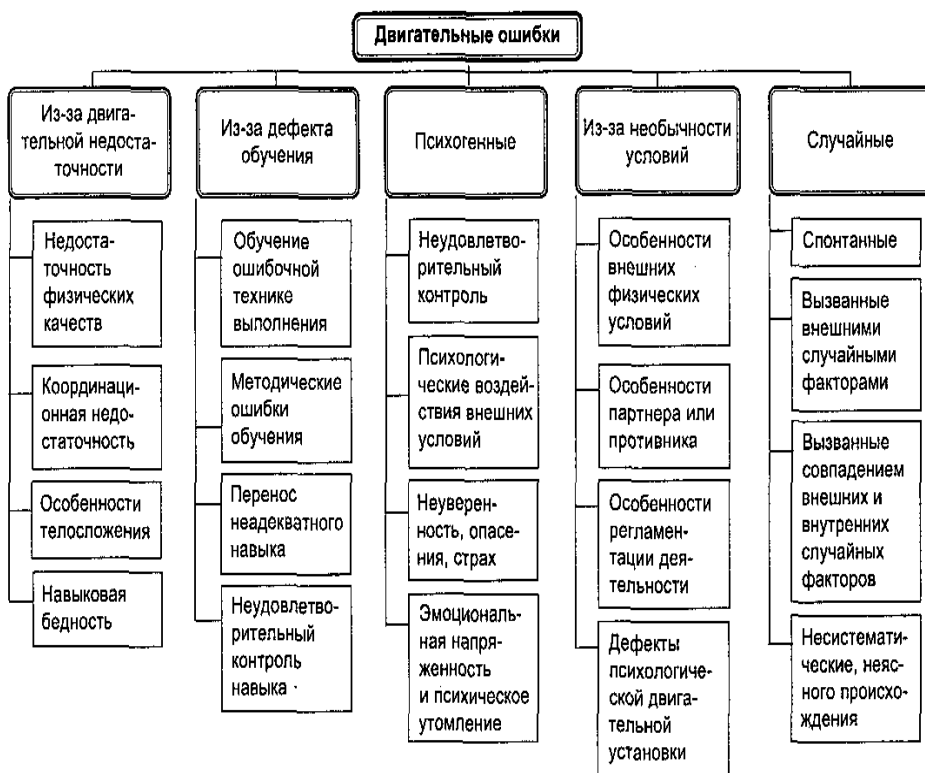 Двигательные ошибки
Из-за двига-
тельной недоста-
точности
Недоста-
точность
физических
качеств
Координаци-
онная недо-
статочность
Особенности
телосложения
Навыковая
бедность
Из-за дефекта
обучения
Обучение
ошибочной
технике
выполнения
Методические
ошибки
обучения
Перенос
неадекватного
навыка
Неудовлетво-
рительный
контроль
навыка
Психогенные
Неудовлетво-
рительный
контроль
Психологи-
ческие воздей-
ствия внешних
условий
Неуверен-
ность, опасе-
ния, страх
Эмоциональ-
ная напря-
женность
и психическое
утомление
Из-за необычности
условий
Особенности
внешних
физических
условий
Особенности
партнера или
противника
Особенности
регламен-
тации дея-
тельности
Дефекты
психологиче-
ской двига-
тельной
установки
Случайные
Спонтанные
Вызванные
внешними
случайными
факторами
Вызванные
совпадением
внешних и
внутренних
случайных
факторов
Несистемати-
ческие, неяс-
ного происхо-
ждения